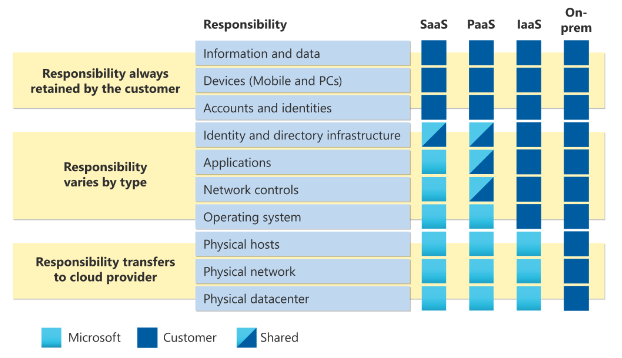 Responsibility SaaS PaaS IaaS On-
prem
Information and data
Responsibility always
retained by the customer
Devices (Mobile and PCs)
Accounts and identities
Identity and directory infrastructure
Responsibility
varies by type
Applications
Network controls
Operating system
Physical hosts
Responsibility transfers
to cloud provider
Physical network
Physical datacenter
Microsoft Customer Shared